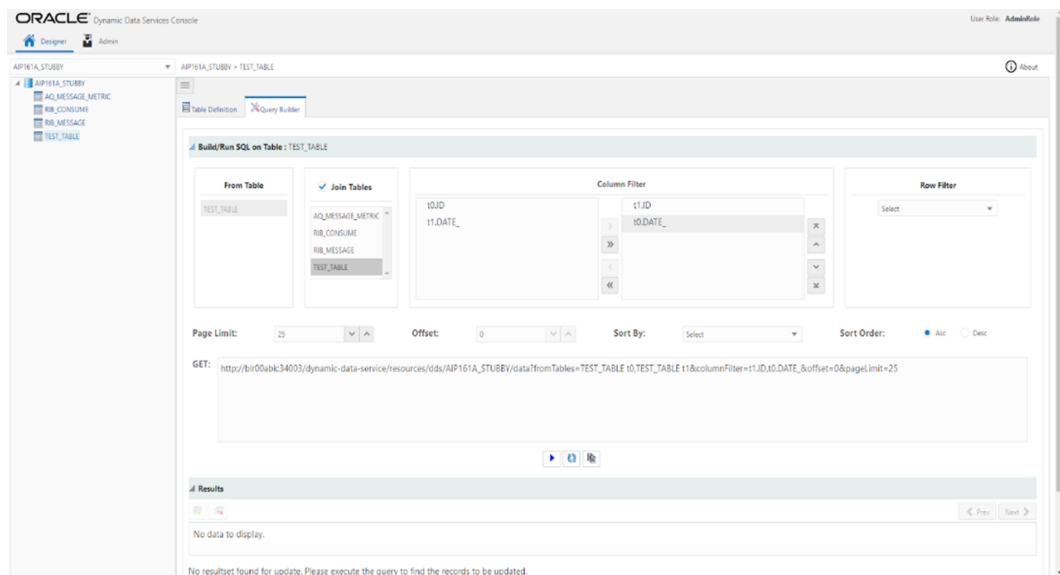 ORACLE Dynamic Data Services Console
User Role: AdminRole
Designer Admin
AIP161A_STUBBY
AIP161A_STUBBY > TEST_TABLE
About
AIP161A_STUBBY
AQ_MESSAGE_METRIC
RIB_CONSUME
RIB_MESSAGE
TEST_TABLE
Table Definition Query Builder
Build/Run SQL on Table : TEST_TABLE
From Table
TEST_TABLE
Join Tables
AQ_MESSAGE_METRIC
RIB_CONSUME
RIB_MESSAGE
TEST_TABLE
Column Filter
t0.ID
t1.DATE_
t1.ID
t0.DATE_
Row Filter
Select
Page Limit: 25 Offset: 0 Sort By: Select Sort Order: Asc Desc
GET: http://blr00abk:34003/dynamic-data-service/resources/dds/AIP161A_STUBBY/data?fromTables=TEST_TABLE t0,TEST_TABLE t1&columnFilter=t1.ID,t0.DATE_&offset=0&pageLimit=25
Results
Prev Next
No data to display.
No resultset found for update. Please execute the query to find the records to be updated.